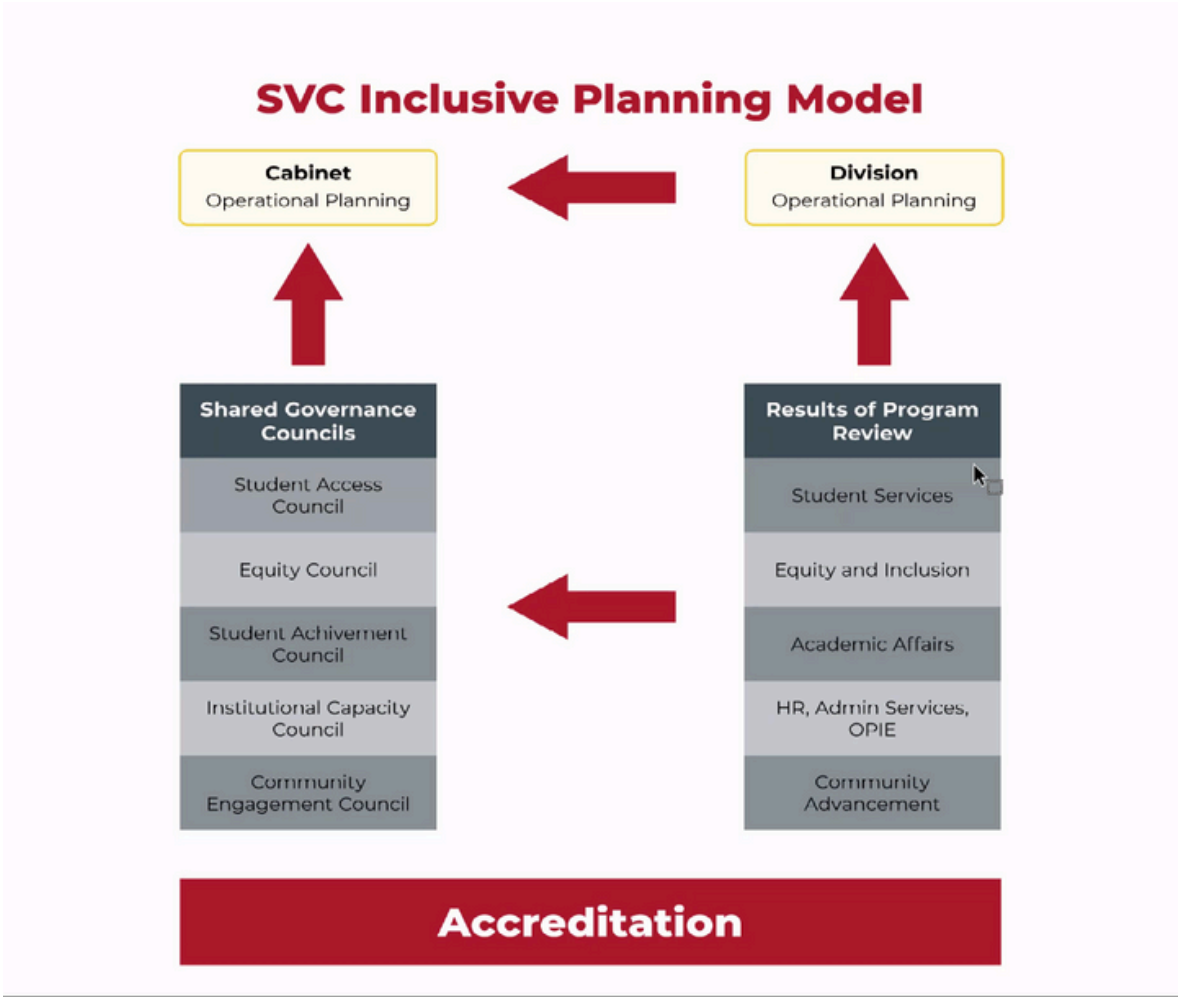 SVC Inclusive Planning Model
Cabinet
Operational Planning
Division
Operational Planning
Shared Governance
Councils
Student Access
Council
Equity Council
Student Achivement
Council
Institutional Capacity
Council
Community
Engagement Council
Results of Program
Review
Student Services
Equity and Inclusion
Academic Affairs
HR, Admin Services,
OPIE
Community
Advancement
Accreditation